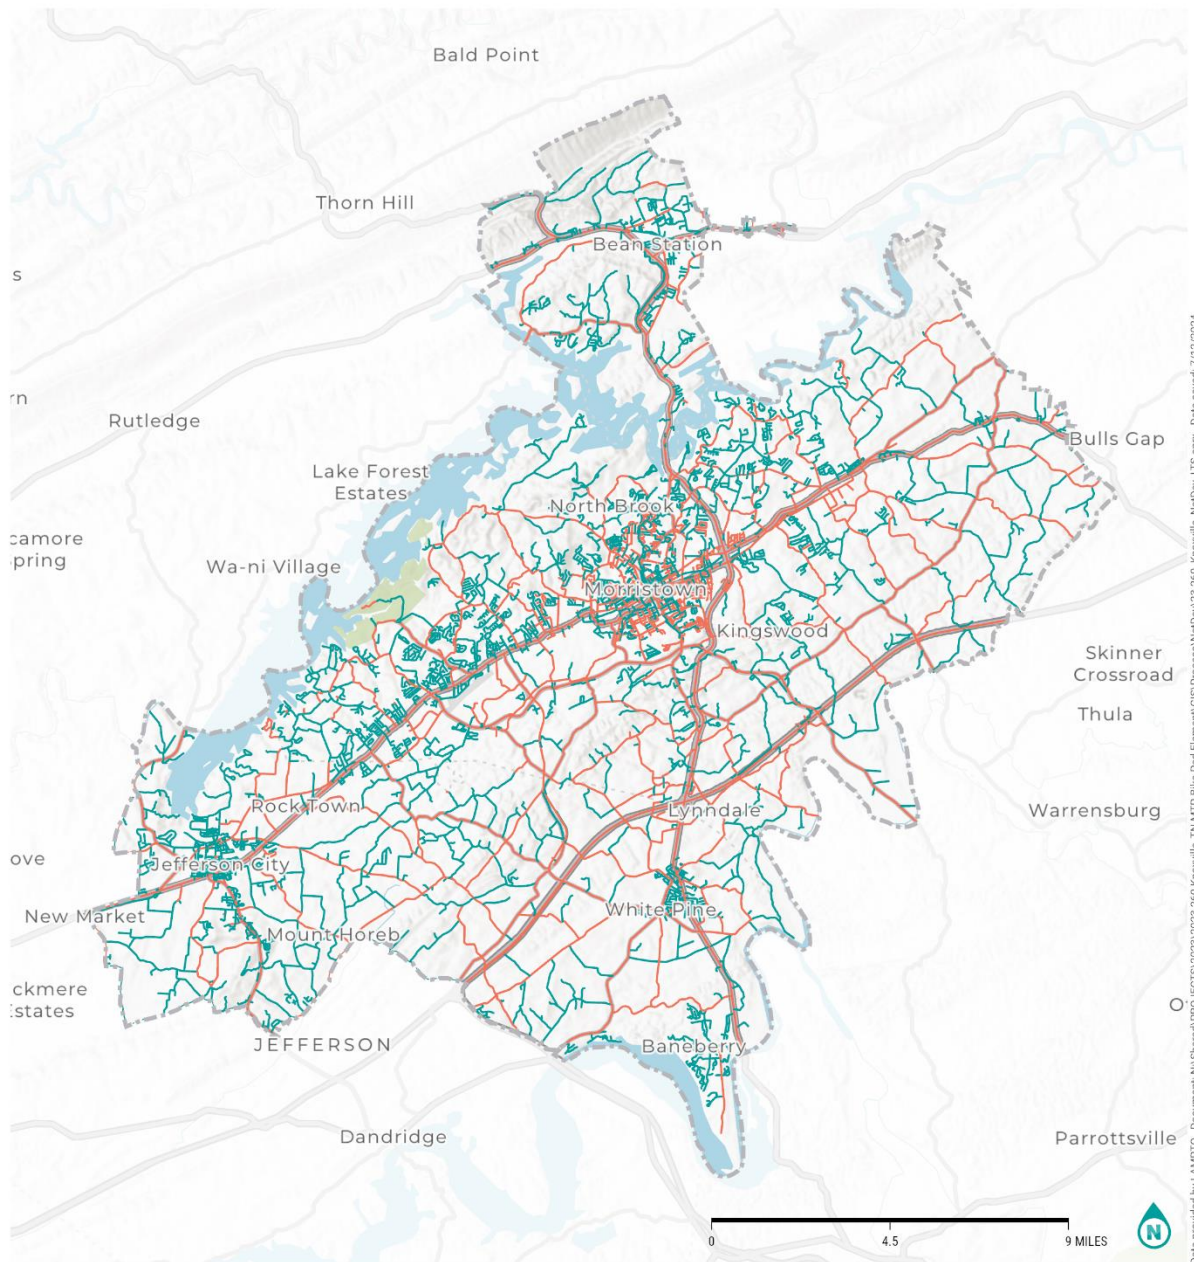 Bald Point
Thorn Hill
Bean Station
s
rn
Rutledge
Bulls Gap
Lake Forest
Estates
North Brook
camore
pring
Wa-ni Village
Morristown
Kingswood
Skinner
Crossroad
Thula
Rock Town
Lynndale
Warrensburg
ove
Jefferson City
New Market
White Pine
Mount Horeb
ckmere
Estates
JEFFERSON
Baneberry
Dandridge
Parrottsville
0 4.5 9 MILES
N